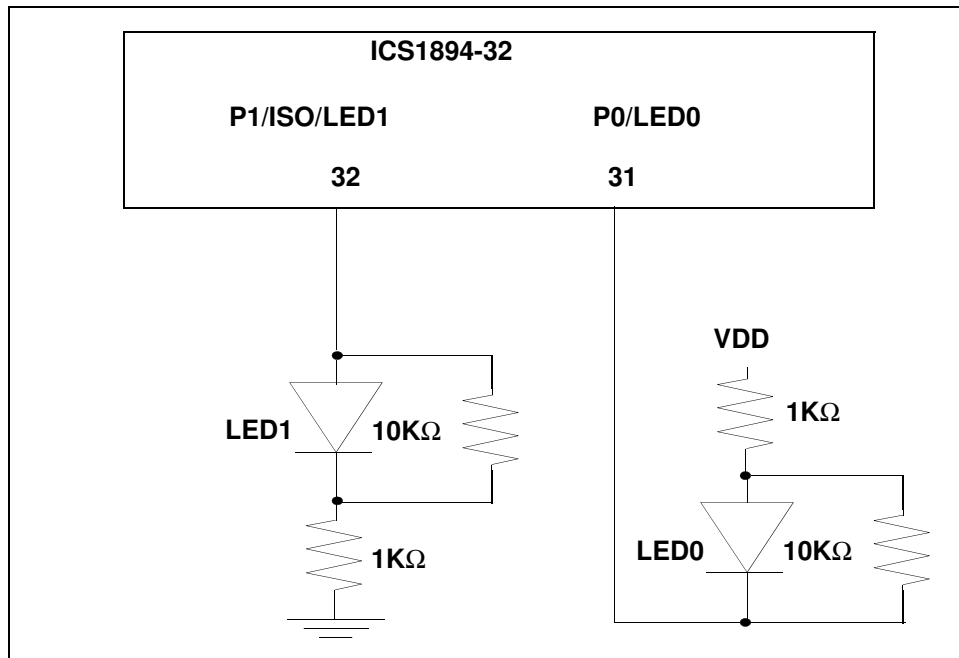 ICS1894-32
P1/ISO/LED1
P0/LED0
32
31
VDD
1KΩ
LED1
10KΩ
1KΩ
LED0
10KΩ